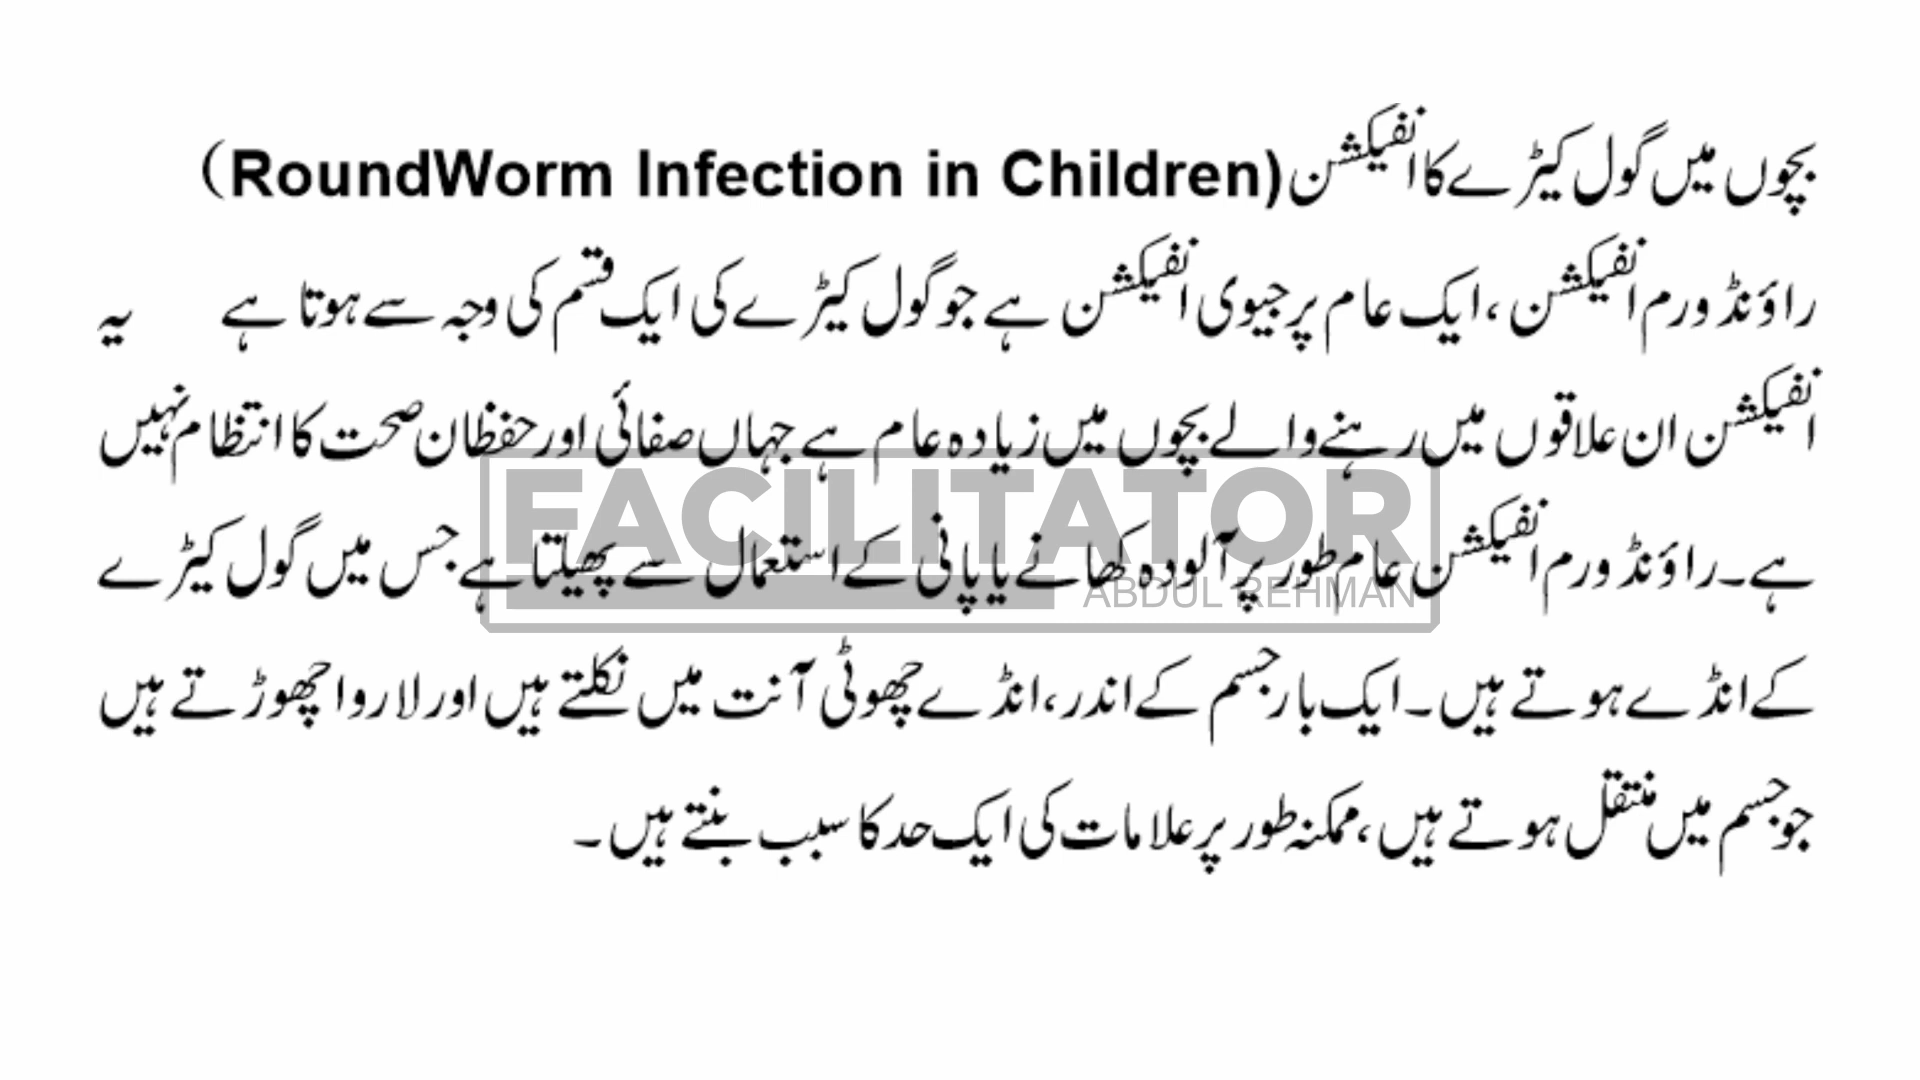 بچوں میں گول کیڑے کا انفیکشن (RoundWorm Infection in Children)
راؤنڈ ورم انفیکشن ،ایک عام پرجیوی انفیکشن ہے جو گول کیڑے کی ایک قسم کی وجہ سے ہوتا ہے یہ
انفیکشن ان علاقوں میں رہنے والے بچوں میں زیادہ عام ہے جہاں صفائی اور حفظان صحت کا انتظام نہیں
ہے۔ راؤنڈ ورم انفیکشن عام طور پر آلودہ کھانے یا پانی کے استعمال سے پھیلتا ہے جس میں گول کیڑے
کے انڈے ہوتے ہیں۔ ایک بار جسم کے اندر، انڈے چھوٹی آنت میں نکلتے ہیں اور لاروا چھوڑتے ہیں
جو جسم میں منتقل ہوتے ہیں، ممکنہ طور پر علامات کی ایک حد کا سبب بنتے ہیں۔
FACILITATOR
ABDUL REHMAN